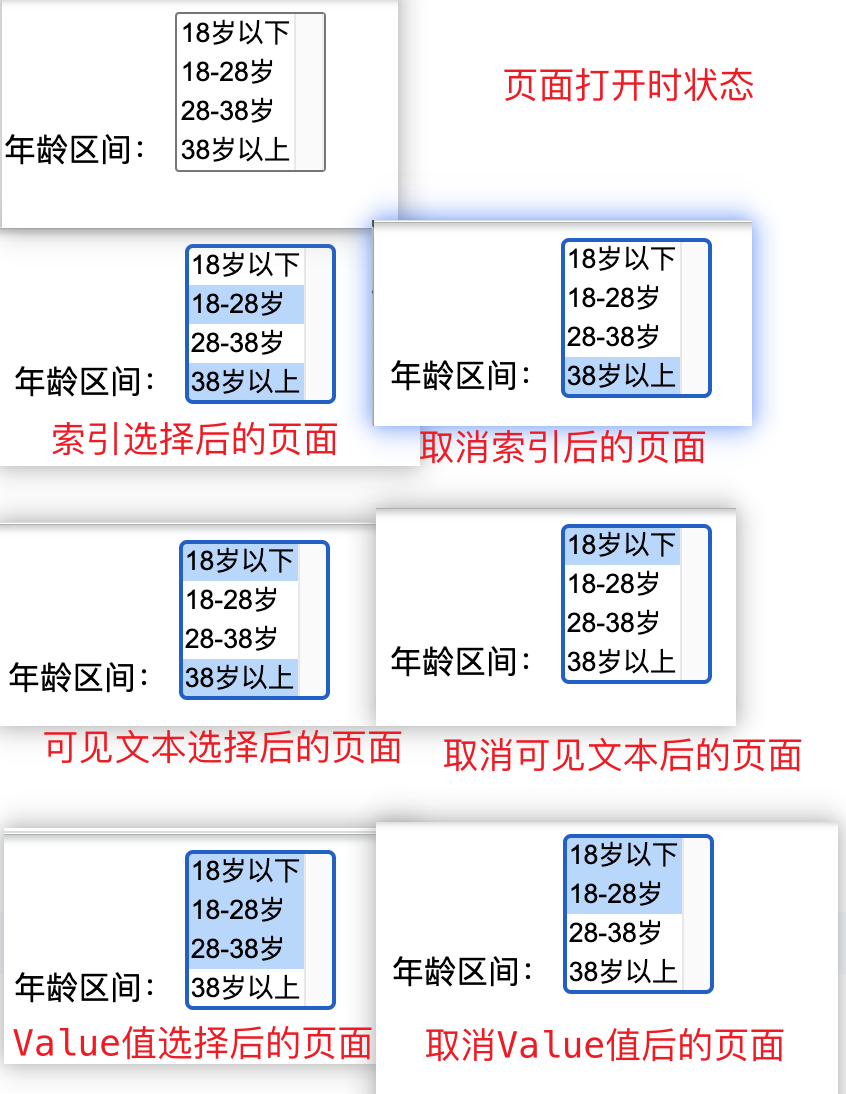 18岁以下
18-28岁
28-38岁
38岁以上
年龄区间：
页面打开时状态
18岁以下
18-28岁
28-38岁
38岁以上
年龄区间：
索引选择后的页面
18岁以下
18-28岁
28-38岁
38岁以上
年龄区间：
取消索引后的页面
18岁以下
18-28岁
28-38岁
38岁以上
年龄区间：
可见文本选择后的页面
18岁以下
18-28岁
28-38岁
38岁以上
年龄区间：
取消可见文本后的页面
18岁以下
18-28岁
28-38岁
38岁以上
年龄区间：
Value值选择后的页面
18岁以下
18-28岁
28-38岁
38岁以上
年龄区间：
取消Value值后的页面